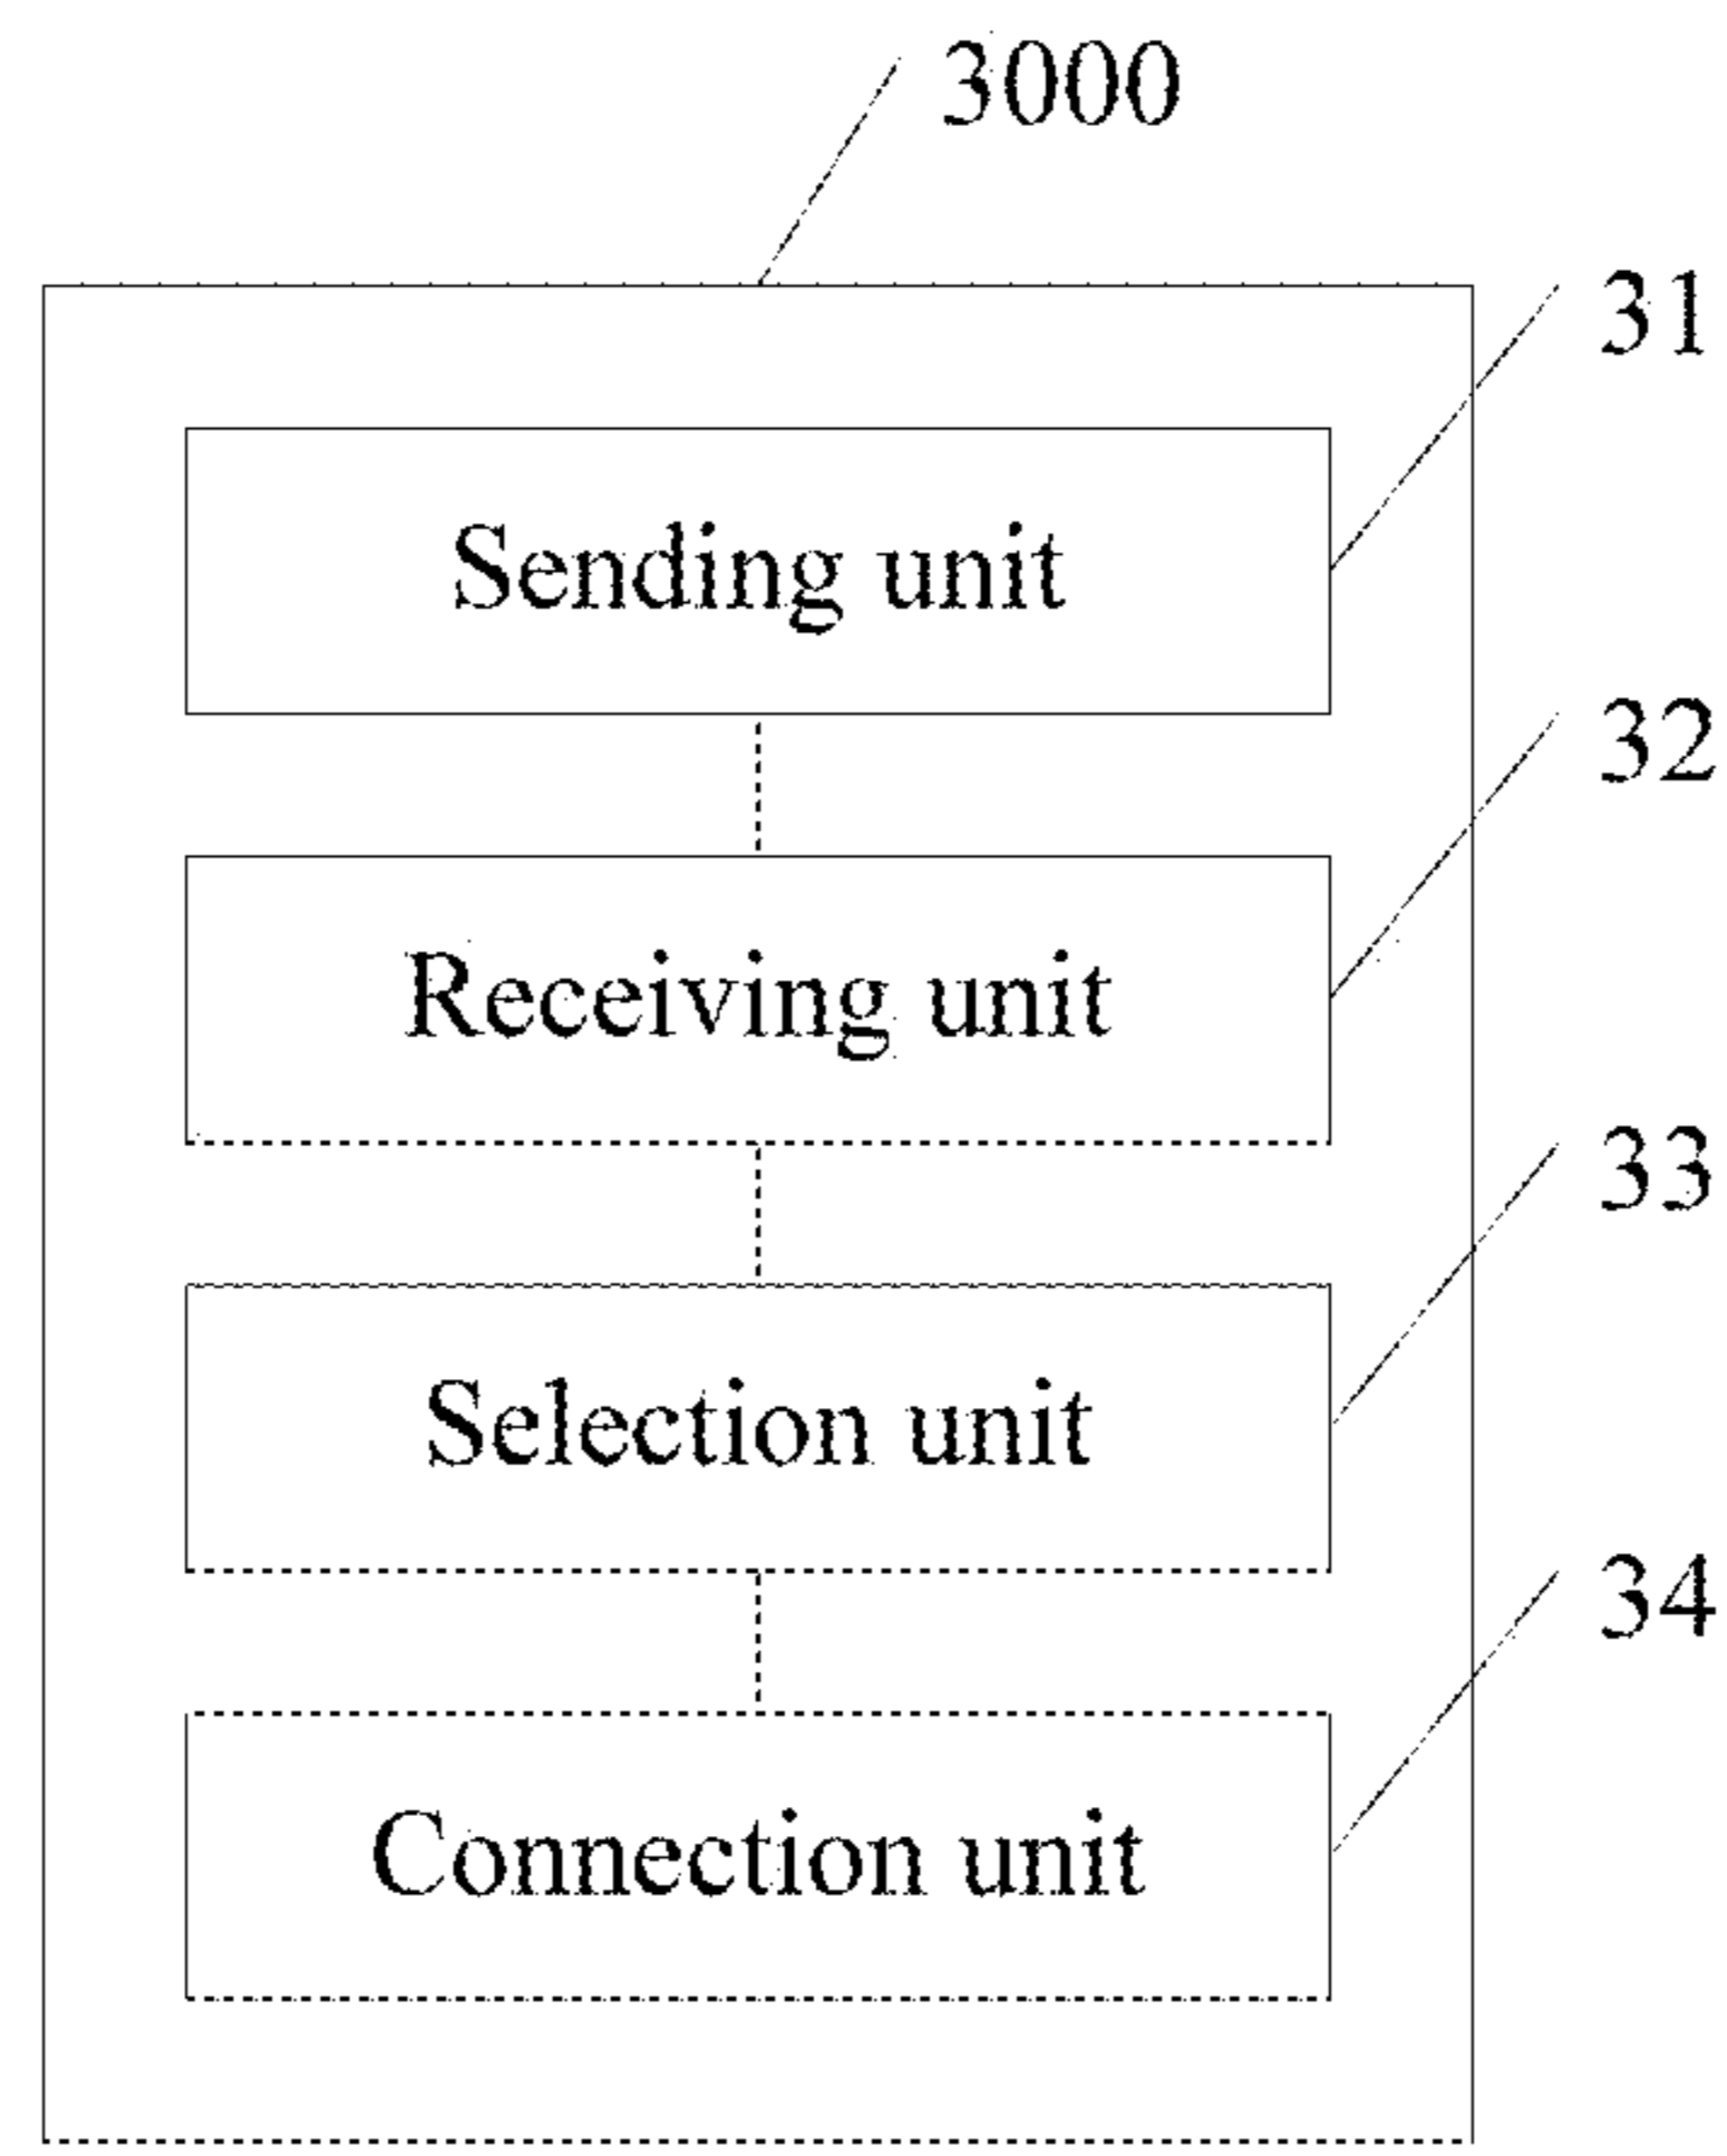 3000
31
Sending unit
32
Receiving unit
33
Selection unit
34
Connection unit